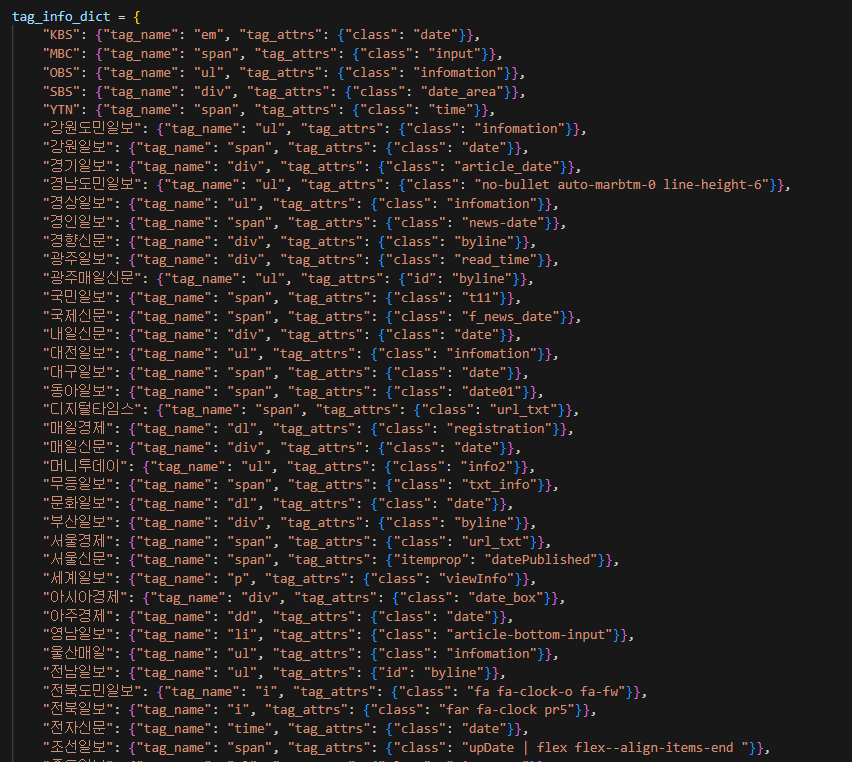 tag_info_dict = {
"KBS": {"tag_name": "em", "tag_attrs": {"class": "date"}},
"MBC": {"tag_name": "span", "tag_attrs": {"class": "input"}},
"OBS": {"tag_name": "ul", "tag_attrs": {"class": "infomation"}},
"SBS": {"tag_name": "div", "tag_attrs": {"class": "date_area"}},
"YTN": {"tag_name": "span", "tag_attrs": {"class": "time"}},
"강원도민일보": {"tag_name": "ul", "tag_attrs": {"class": "infomation"}},
"강원일보": {"tag_name": "span", "tag_attrs": {"class": "date"}},
"경기일보": {"tag_name": "div", "tag_attrs": {"class": "article_date"}},
"경남도민일보": {"tag_name": "ul", "tag_attrs": {"class": "no-bullet auto-marbtm-0 line-height-6"}},
"경상일보": {"tag_name": "ul", "tag_attrs": {"class": "infomation"}},
"경인일보": {"tag_name": "span", "tag_attrs": {"class": "news-date"}},
"경향신문": {"tag_name": "div", "tag_attrs": {"class": "byline"}},
"광주일보": {"tag_name": "div", "tag_attrs": {"class": "read_time"}},
"광주매일신문": {"tag_name": "ul", "tag_attrs": {"id": "byline"}},
"국민일보": {"tag_name": "span", "tag_attrs": {"class": "t11"}},
"국제신문": {"tag_name": "span", "tag_attrs": {"class": "f_news_date"}},
"내일신문": {"tag_name": "div", "tag_attrs": {"class": "date"}},
"대전일보": {"tag_name": "ul", "tag_attrs": {"class": "infomation"}},
"대구일보": {"tag_name": "span", "tag_attrs": {"class": "date"}},
"동아일보": {"tag_name": "span", "tag_attrs": {"class": "date01"}},
"디지털타임스": {"tag_name": "span", "tag_attrs": {"class": "url_txt"}},
"매일경제": {"tag_name": "dl", "tag_attrs": {"class": "registration"}},
"매일신문": {"tag_name": "div", "tag_attrs": {"class": "date"}},
"머니투데이": {"tag_name": "ul", "tag_attrs": {"class": "info2"}},
"무등일보": {"tag_name": "span", "tag_attrs": {"class": "txt_info"}},
"문화일보": {"tag_name": "dl", "tag_attrs": {"class": "date"}},
"부산일보": {"tag_name": "div", "tag_attrs": {"class": "byline"}},
"서울경제": {"tag_name": "span", "tag_attrs": {"class": "url_txt"}},
"서울신문": {"tag_name": "span", "tag_attrs": {"itemprop": "datePublished"}},
"세계일보": {"tag_name": "p", "tag_attrs": {"class": "viewInfo"}},
"아시아경제": {"tag_name": "div", "tag_attrs": {"class": "date_box"}},
"아주경제": {"tag_name": "dd", "tag_attrs": {"class": "date"}},
"영남일보": {"tag_name": "li", "tag_attrs": {"class": "article-bottom-input"}},
"울산매일": {"tag_name": "ul", "tag_attrs": {"class": "infomation"}},
"전남일보": {"tag_name": "ul", "tag_attrs": {"id": "byline"}},
"전북도민일보": {"tag_name": "i", "tag_attrs": {"class": "fa fa-clock-o fa-fw"}},
"전북일보": {"tag_name": "i", "tag_attrs": {"class": "far fa-clock pr5"}},
"전자신문": {"tag_name": "time", "tag_attrs": {"class": "date"}},
"조선일보": {"tag_name": "span", "tag_attrs": {"class": "upDate | flex flex--align-items-end "}},